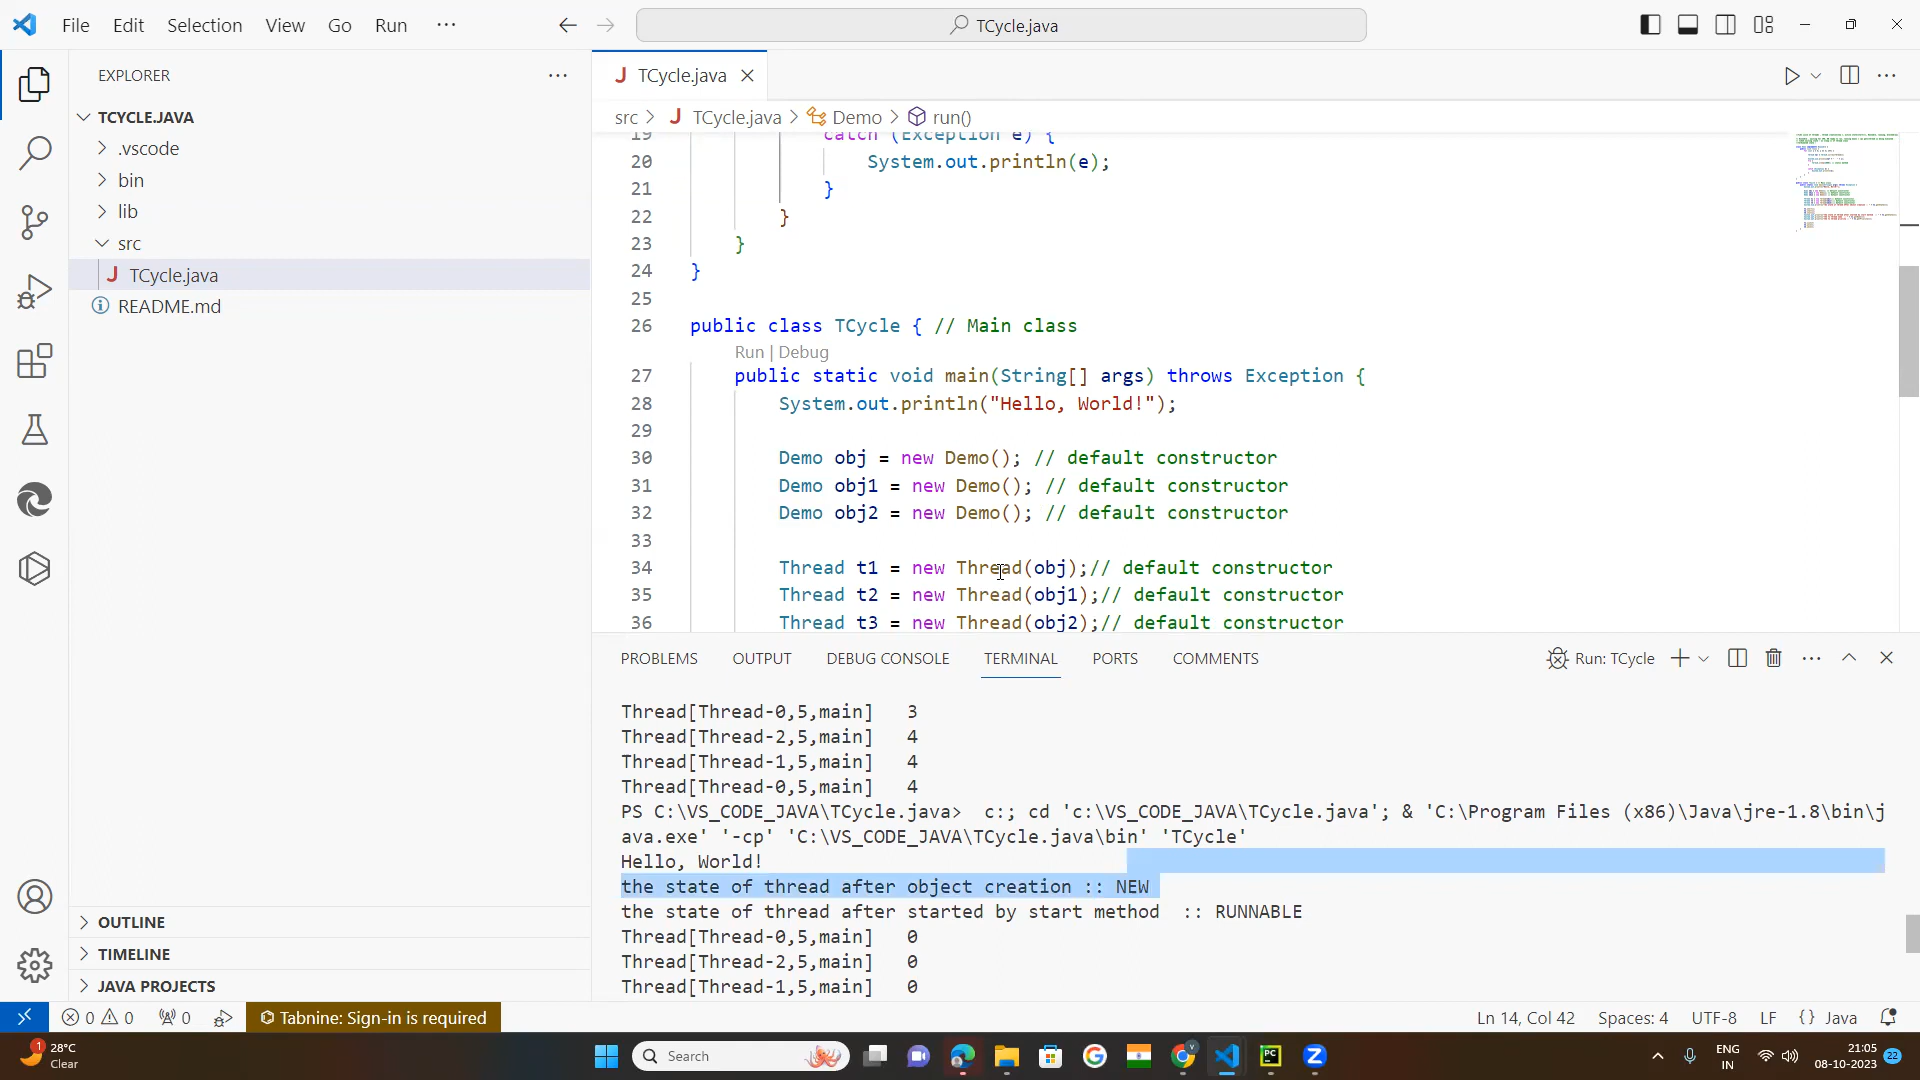 File Edit Selection View Go Run ···
TCycle.java
EXPLORER
TCYCLE.JAVA
.vscode
bin
lib
src
J TCycle.java
README.md
OUTLINE
TIMELINE
JAVA PROJECTS
J TCycle.java
src > J TCycle.java > Demo > run()
19 catch (Exception e) {
20 System.out.println(e);
21 }
22 }
23 }
24 }
25
26 public class TCycle { // Main class
Run | Debug
27 public static void main(String[] args) throws Exception {
28 System.out.println("Hello, World!");
29
30 Demo obj = new Demo(); // default constructor
31 Demo obj1 = new Demo(); // default constructor
32 Demo obj2 = new Demo(); // default constructor
33
34 Thread t1 = new Thread(obj);// default constructor
35 Thread t2 = new Thread(obj1);// default constructor
36 Thread t3 = new Thread(obj2);// default constructor
PROBLEMS OUTPUT DEBUG CONSOLE TERMINAL PORTS COMMENTS
Run: TCycle
Thread[Thread-0,5,main] 3
Thread[Thread-2,5,main] 4
Thread[Thread-1,5,main] 4
Thread[Thread-0,5,main] 4
PS C:\VS_CODE_JAVA\TCycle.java> c:; cd 'c:\VS_CODE_JAVA\TCycle.java'; & 'C:\Program Files (x86)\Java\jre-1.8\bin\j
ava.exe' '-cp' 'C:\VS_CODE_JAVA\TCycle.java\bin' 'TCycle'
Hello, World!
the state of thread after object creation :: NEW
the state of thread after started by start method :: RUNNABLE
Thread[Thread-0,5,main] 0
Thread[Thread-2,5,main] 0
Thread[Thread-1,5,main] 0
0 0 0
Tabnine: Sign-in is required
Ln 14, Col 42 Spaces: 4 UTF-8 LF {} Java
1 28°C
Clear
Search
ENG
IN
21:05
08-10-2023
22